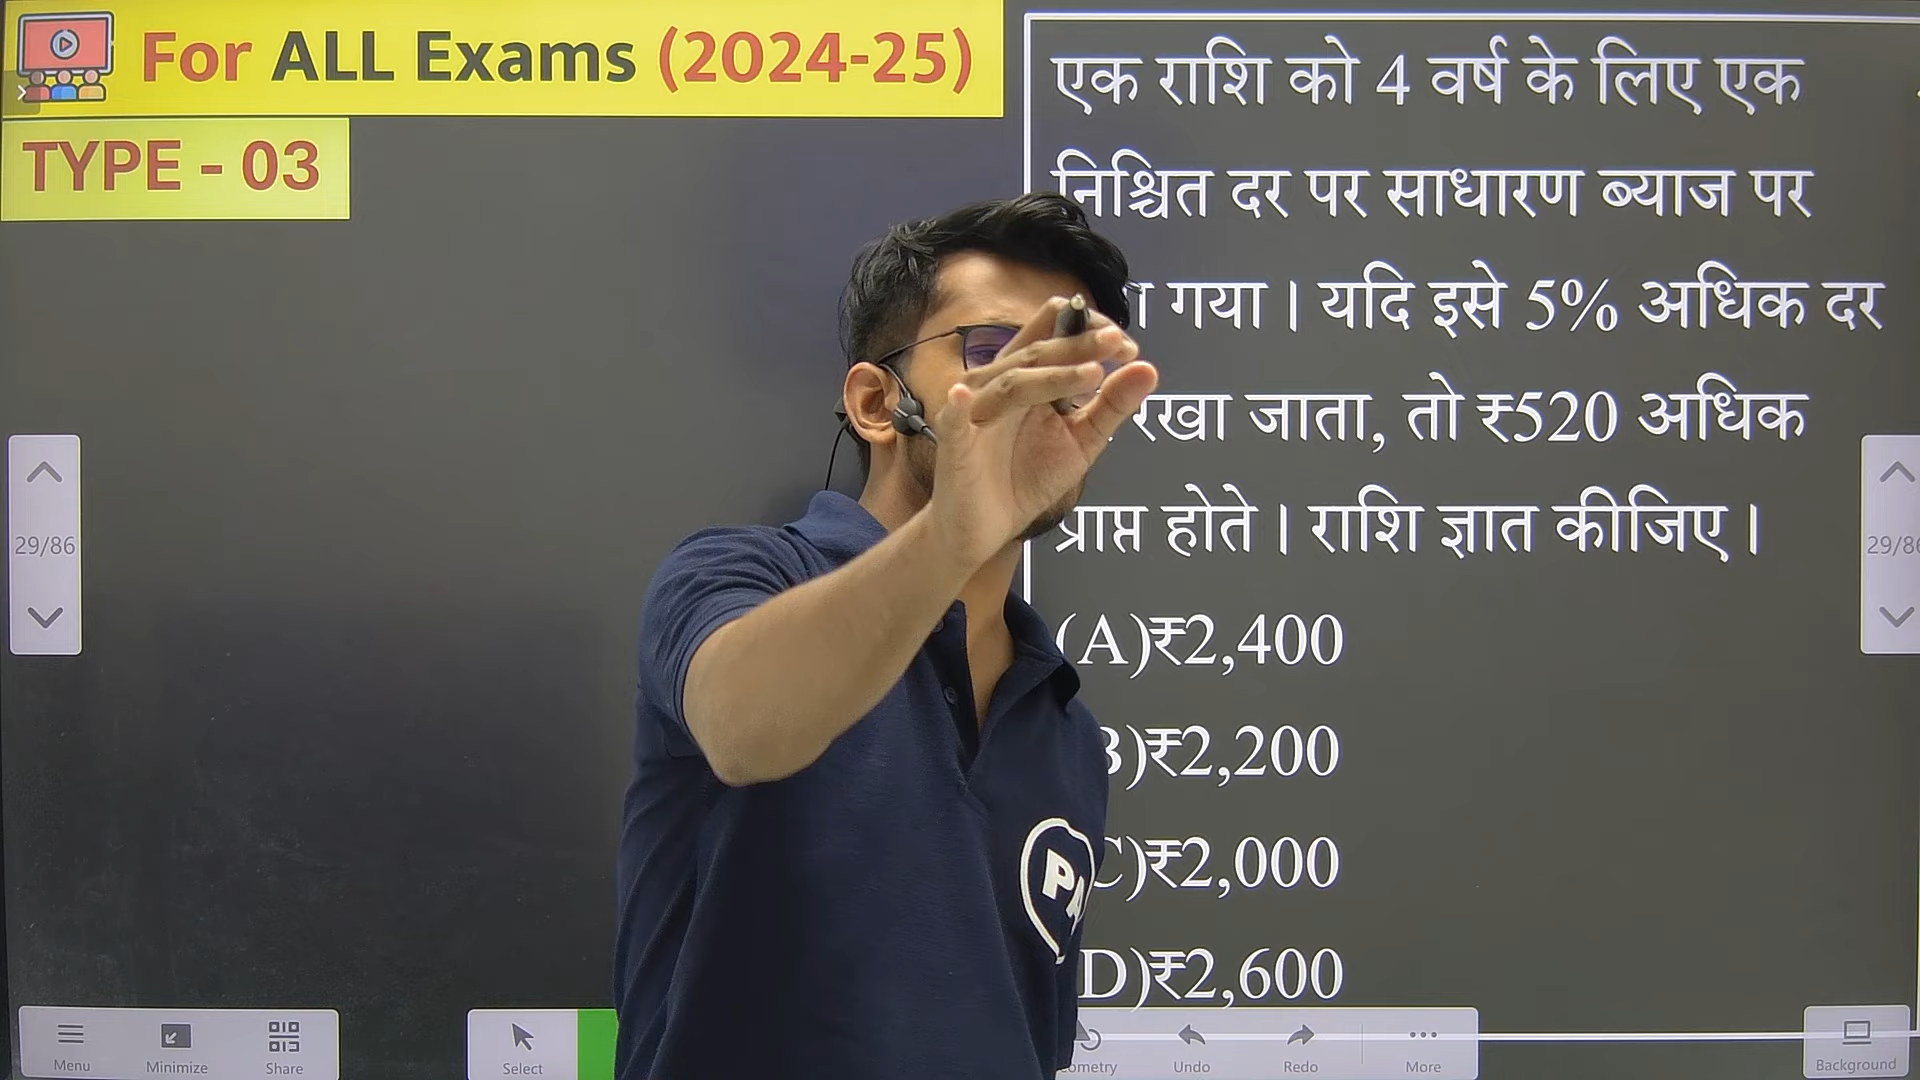 For ALL Exams (2024-25)
TYPE - 03
एक राशि को 4 वर्ष के लिए एक
निश्चित दर पर साधारण ब्याज पर
गया। यदि इसे 5% अधिक दर
रखा जाता, तो ₹520 अधिक
प्राप्त होते। राशि ज्ञात कीजिए।
(A)₹2,400
B)₹2,200
C)₹2,000
D)₹2,600
29/86
29/86
PA
Menu
Minimize
Share
Select
Undo
Redo
More
Background